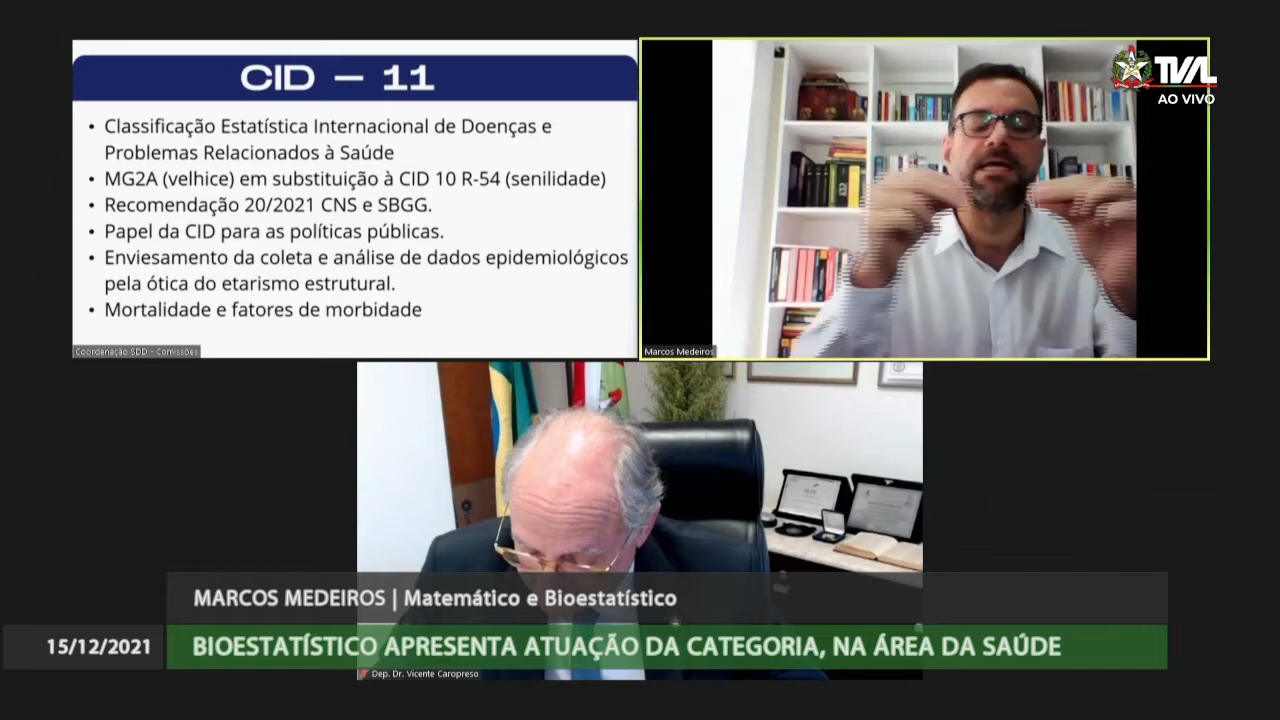 CID – 11
• Classificação Estatística Internacional de Doenças e
Problemas Relacionados à Saúde
• MG2A (velhice) em substituição à CID 10 R-54 (senilidade)
• Recomendação 20/2021 CNS e SBGG.
• Papel da CID para as políticas públicas.
• Enviesamento da coleta e análise de dados epidemiológicos
pela ótica do etarismo estrutural.
• Mortalidade e fatores de morbidade
Coordenação SDD - Comissões
TVAL
AO VIVO
Marcos Medeiros
MARCOS MEDEIROS | Matemático e Bioestatístico
15/12/2021
BIOESTATÍSTICO APRESENTA ATUAÇÃO DA CATEGORIA, NA ÁREA DA SAÚDE
Dep. Dr. Vicente Caropreso